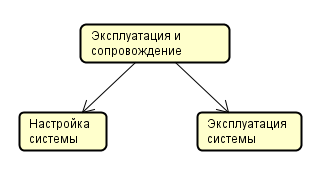 Эксплуатация и
сопровождение
Настройка
системы
Эксплуатация
системы